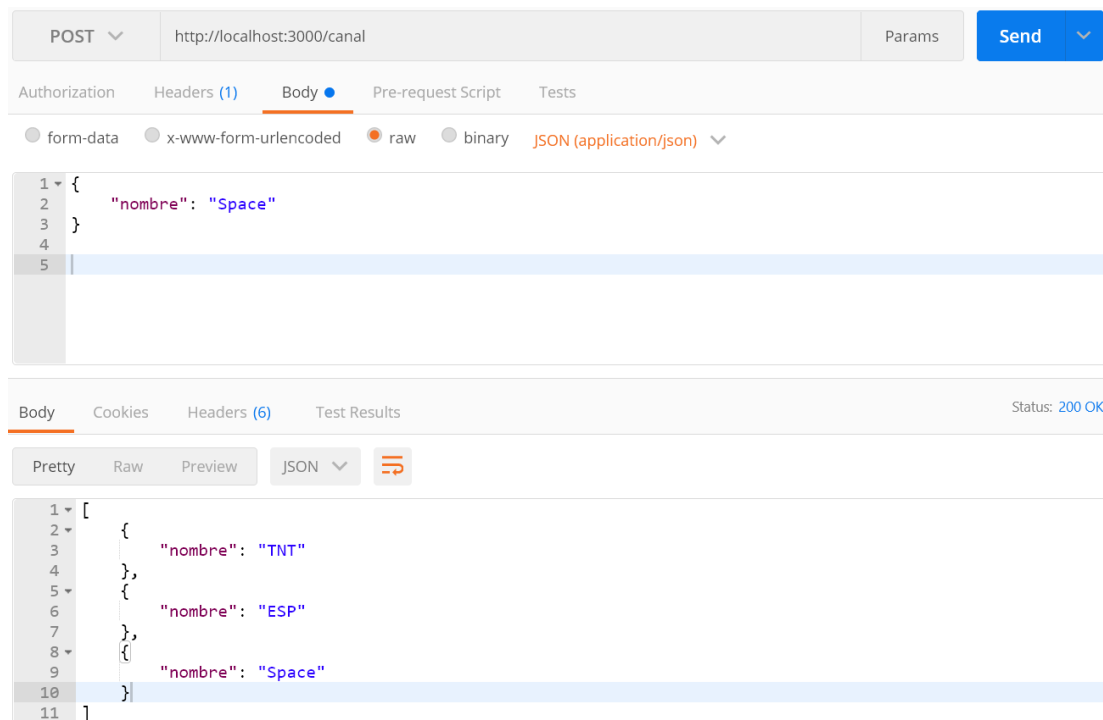 POST http://localhost:3000/canal Params Send
Authorization Headers (1) Body Pre-request Script Tests
form-data x-www-form-urlencoded raw binary JSON (application/json)
1 {
2 "nombre": "Space"
3 }
4
5
Body Cookies Headers (6) Test Results Status: 200 OK
Pretty Raw Preview JSON
1 [
2 {
3 "nombre": "TNT"
4 },
5 {
6 "nombre": "ESP"
7 },
8 {
9 "nombre": "Space"
10 }
11 ]